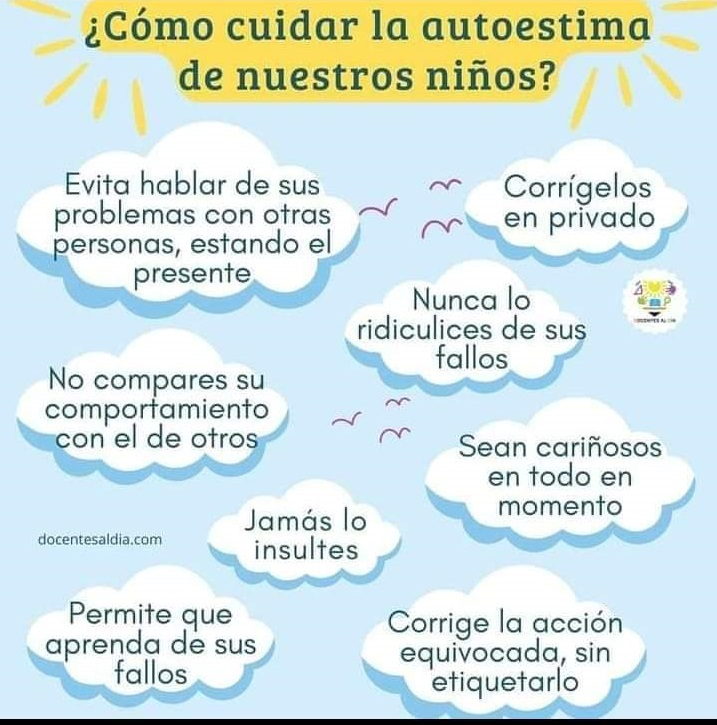 ¿Cómo cuidar la autoestima
de nuestros niños?
Evita hablar de sus
problemas con otras
personas, estando el
presente
Corrígelos
en privado
Nunca lo
ridiculices de sus
fallos
DOCENTES AL DIA
No compares su
comportamiento
con el de otros
Sean cariñosos
en todo en
momento
Jamás lo
insultes
docentesaldia.com
Permite que
aprenda de sus
fallos
Corrige la acción
equivocada, sin
etiquetarlo